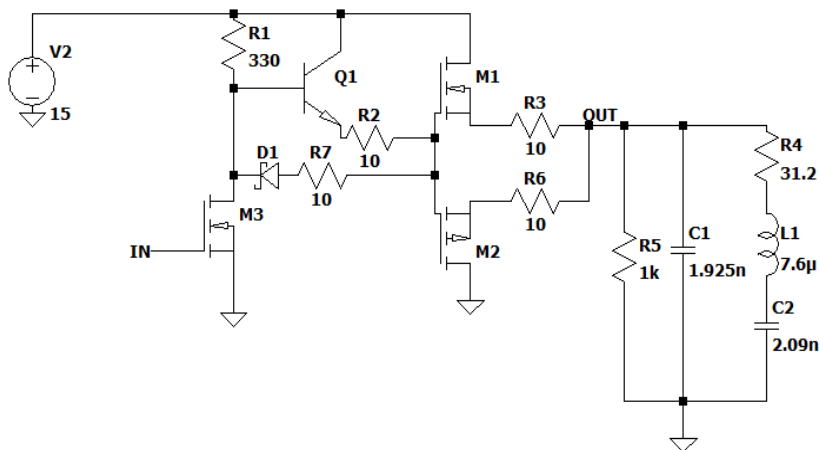 V2
15
R1
330
Q1
R2
10
D1
R7
10
M3
IN
M1
R3
10
OUT
R6
10
M2
R5
1k
C1
1.925n
R4
31.2
L1
7.6µ
C2
2.09n